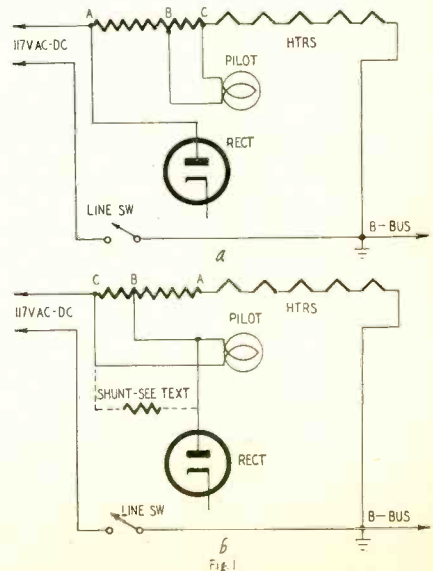 A B C
117VAC-DC
HTRS
PILOT
RECT
LINE SW
B-BUS
a
C B A
117VAC-DC
HTRS
PILOT
SHUNT-SEE TEXT
RECT
LINE SW
B-BUS
б
Fig. 1